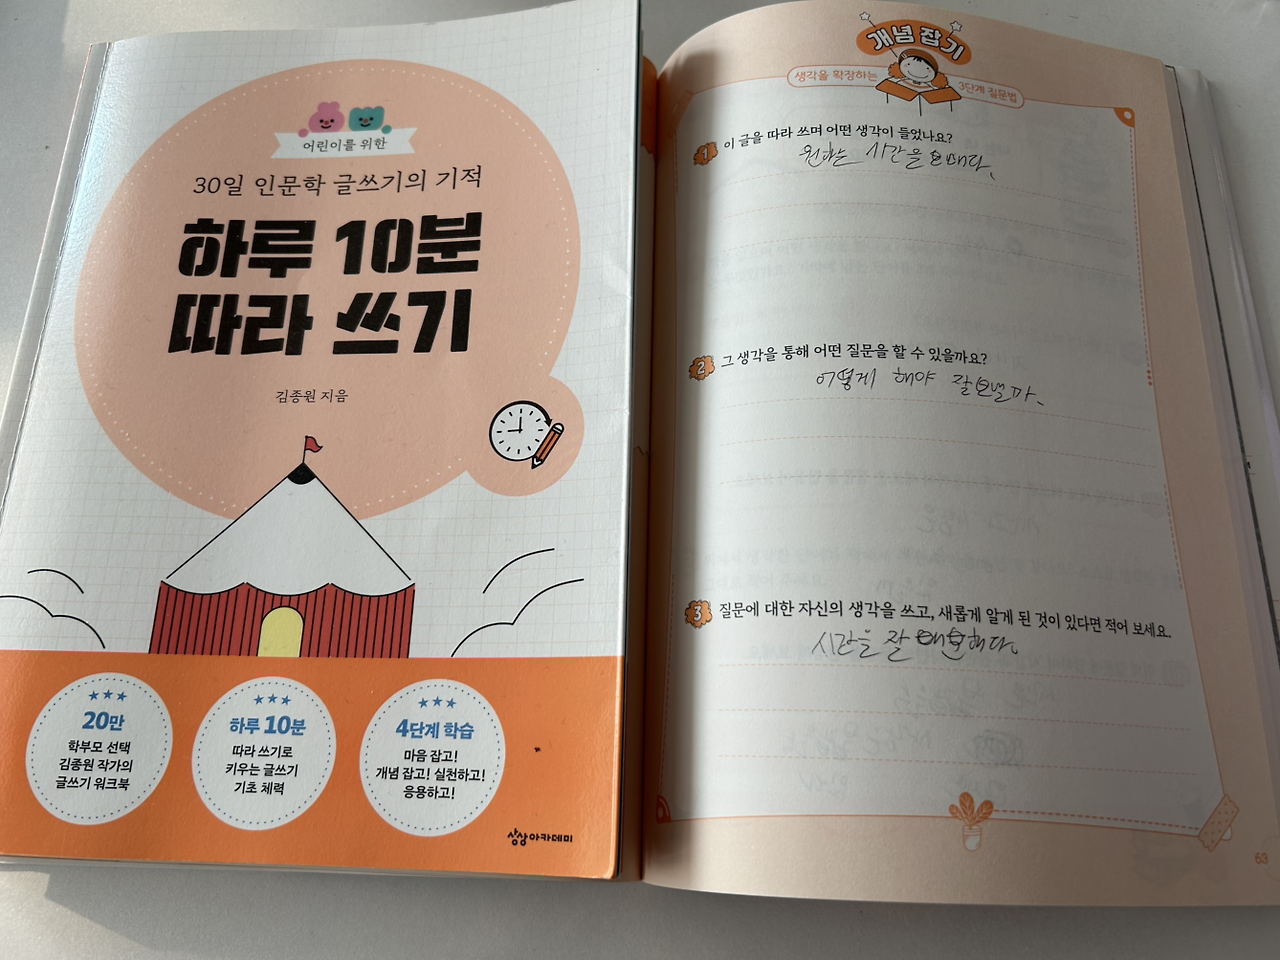 어린이를 위한
30일 인문학 글쓰기의 기적
하루 10분
따라 쓰기
김종원 지음
20만
학부모 선택
김종원 작가의
글쓰기 워크북
하루 10분
따라 쓰기로
키우는 글쓰기
기초 체력
4단계 학습
마음 잡고!
개념 잡고! 실천하고!
응용하고!
상상아카데미
개념 잡기
생각을 확장하는 3단계 질문법
1 이 글을 따라 쓰며 어떤 생각이 들었나요?
시간을
2 그 생각을 통해 어떤 질문을 할 수 있을까요?
어떻게 해야 잘보낼까.
3 질문에 대한 자신의 생각을 쓰고, 새롭게 알게 된 것이 있다면 적어 보세요.
시간을 잘
63